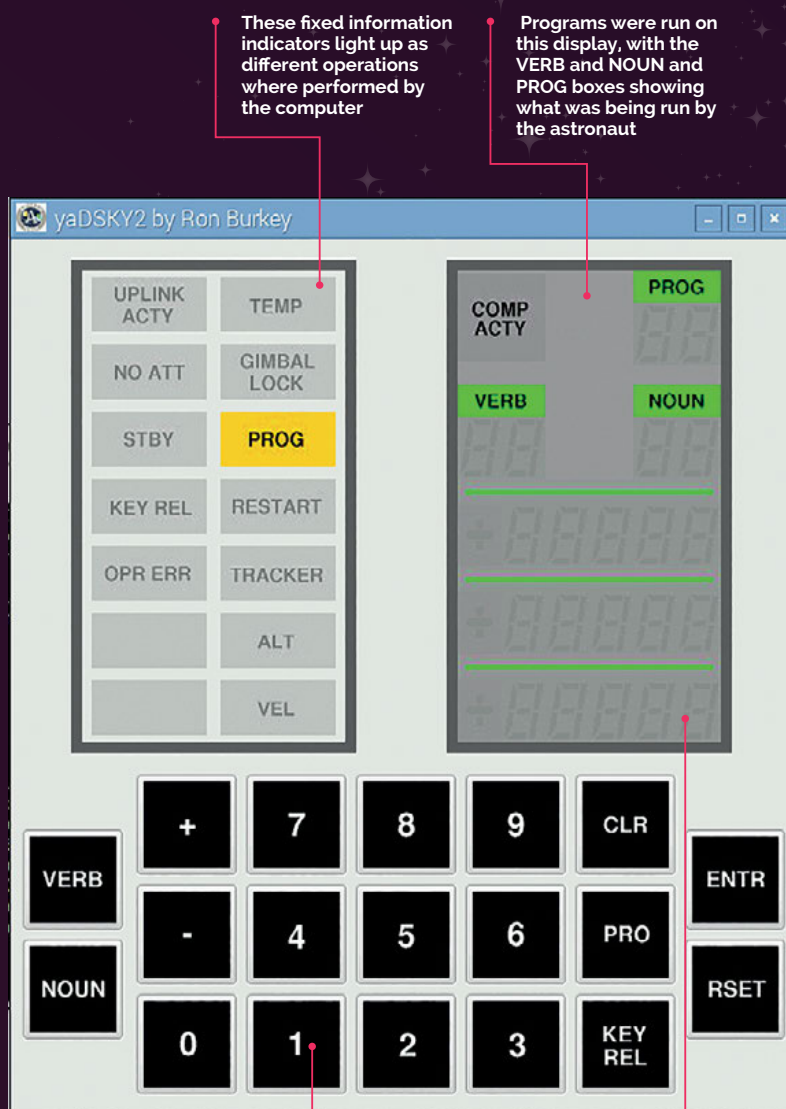 These fixed information
indicators light up as
different operations
where performed by
the computer
Programs were run on
this display, with the
VERB and NOUN and
PROG boxes showing
what was being run by
the astronaut
yaDSKY2 by Ron Burkey
UPLINK
ACTY
TEMP
NO ATT
GIMBAL
LOCK
STBY
PROG
KEY REL
RESTART
OPR ERR
TRACKER
ALT
VEL
COMP
ACTY
PROG
VERB
NOUN
+ 7 8 9 CLR
VERB
ENTR
- 4 5 6 PRO
NOUN
RSET
0 1 2 3 KEY
REL